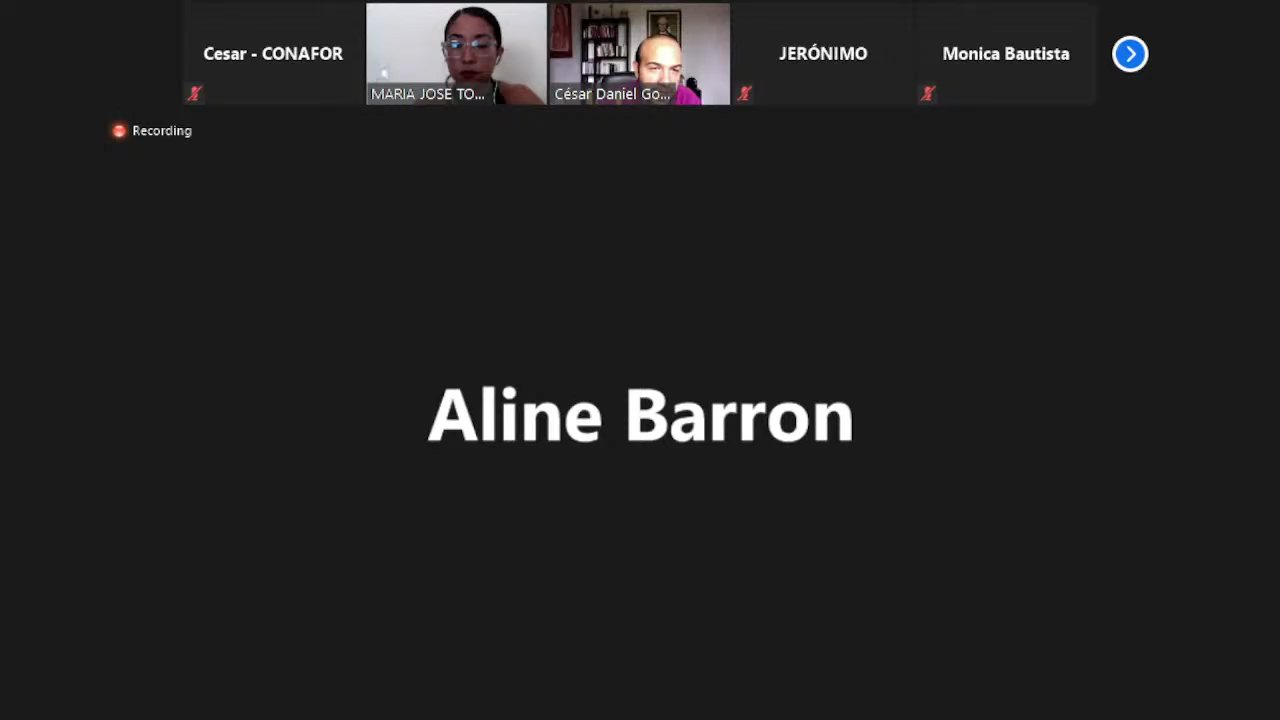 Cesar - CONAFOR
MARIA JOSE TO...
César Daniel Go...
JERÓNIMO
Monica Bautista
Recording
Aline Barron